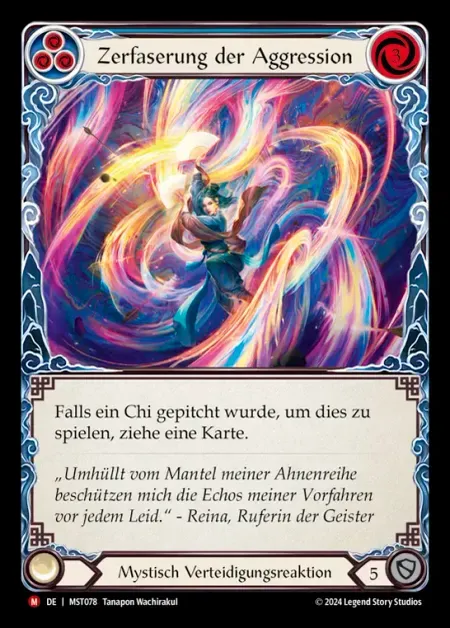 Zerfaserung der Aggression
3
Falls ein Chi gepitcht wurde, um dies zu
spielen, ziehe eine Karte.
„Umhüllt vom Mantel meiner Ahnenreihe
beschützen mich die Echos meiner Vorfahren
vor jedem Leid.“ - Reina, Ruferin der Geister
Mystisch Verteidigungsreaktion
5
M DE | MST078 Tanapon Wachirakul
© 2024 Legend Story Studios